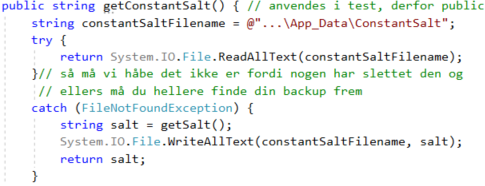 public string getConstantSalt() { // anvendes i test, derfor public
string constantSaltFilename = @"...\App_Data\ConstantSalt";
try {
return System.IO.File.ReadAllText(constantSaltFilename);
}// så må vi håbe det ikke er fordi nogen har slettet den og
// ellers må du hellere finde din backup frem
catch (FileNotFoundException) {
string salt = getSalt();
System.IO.File.WriteAllText(constantSaltFilename, salt);
return salt;
}